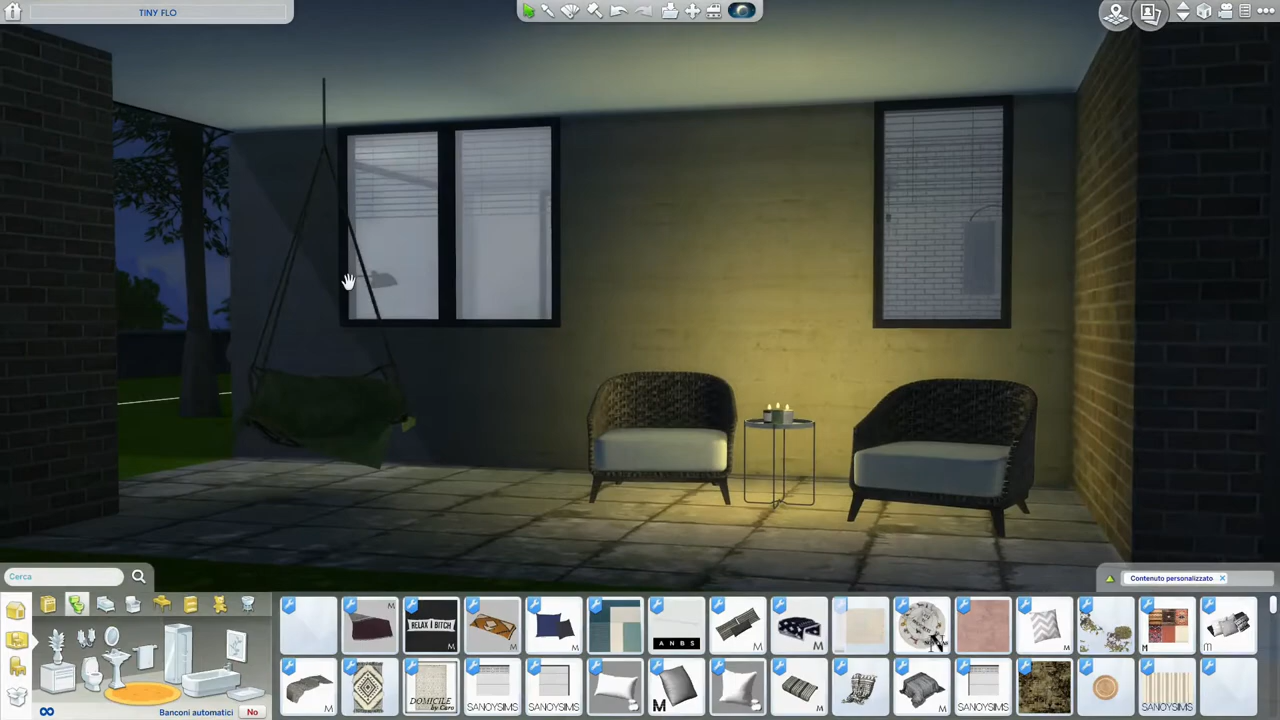 TINY FLO
Cerca
Contenuto personalizzato
M
RELAX BITCH
M
ANBS
M
M
M
M
M
M
DOMICILE
by Caro
SANOYSIMS
SANOYSIMS
M
M
M
SANOYSIMS
SANOYSIMS
Banconi automatici No